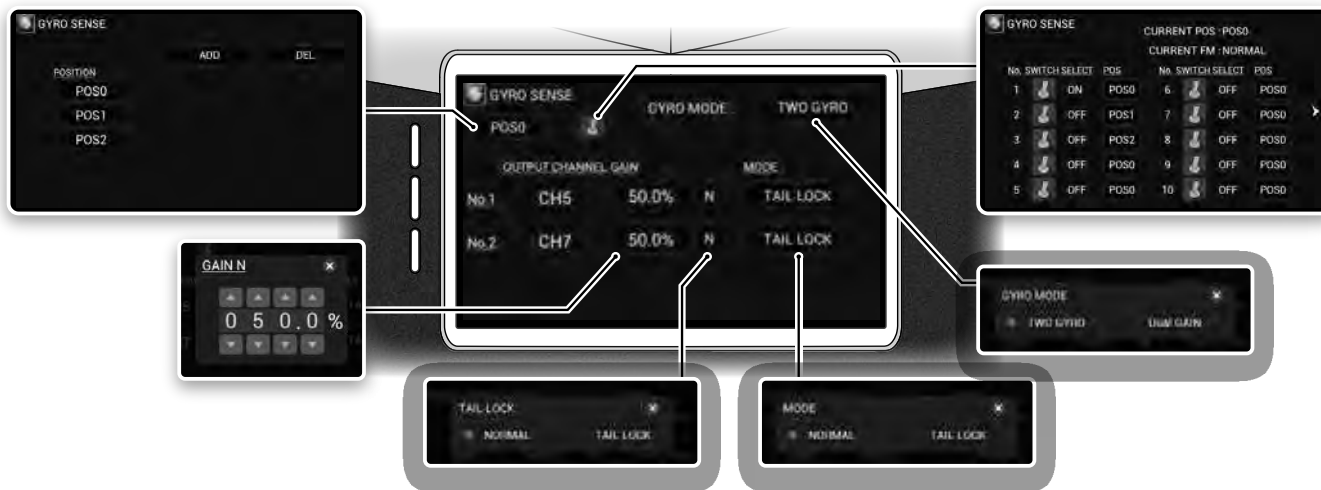 GYRO SENSE
ADD DEL
POSITION
POS0
POS1
POS2
GYRO SENSE
GYRO MODE TWO GYRO
POS0
OUTPUT CHANNEL GAIN MODE
No.1 CH5 50.0% N TAIL LOCK
No.2 CH7 50.0% N TAIL LOCK
GYRO SENSE
CURRENT POS :POS0
CURRENT FM :NORMAL
No. SWITCH SELECT POS No. SWITCH SELECT POS
1 ON POS0 6 OFF POS0
2 OFF POS1 7 OFF POS0
3 OFF POS2 8 OFF POS0
4 OFF POS0 9 OFF POS0
5 OFF POS0 10 OFF POS0
GAIN N
0 5 0.0 %
GYRO MODE
TWO GYRO DUAL GAIN
TAIL LOCK
NORMAL TAIL LOCK
MODE
NORMAL TAIL LOCK